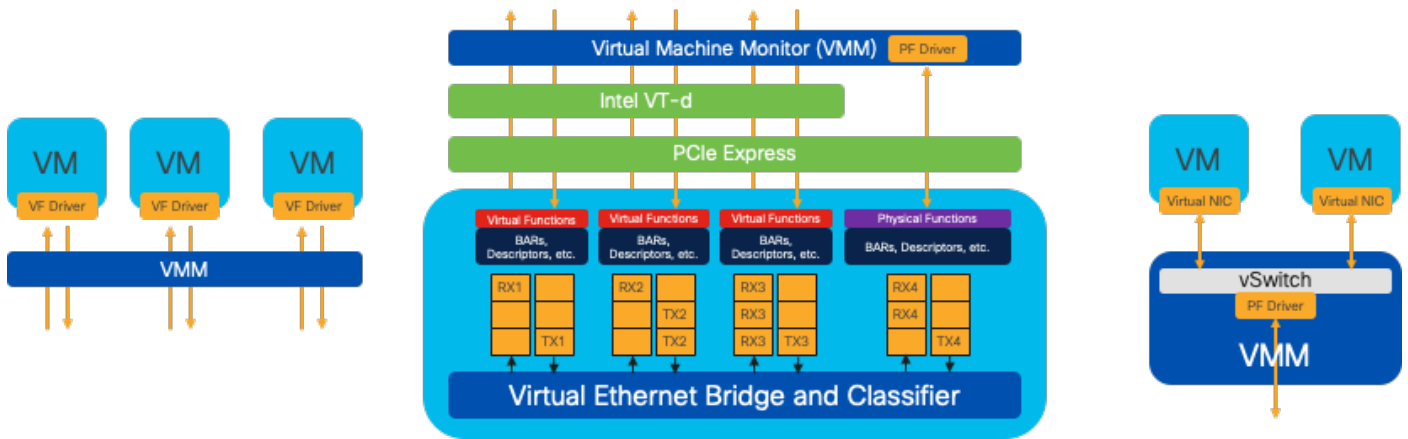 VM
VM
VM
VF Driver
VF Driver
VF Driver
VMM
Virtual Machine Monitor (VMM)
PF Driver
Intel VT-d
PCIe Express
Virtual Functions
Virtual Functions
Virtual Functions
Physical Functions
BARs,
Descriptors, etc.
BARs,
Descriptors, etc.
BARs,
Descriptors, etc.
BARs, Descriptors, etc.
RX1
RX2
RX3
RX4
TX2
RX3
RX4
TX1
TX2
RX3
TX3
TX4
Virtual Ethernet Bridge and Classifier
VM
VM
Virtual NIC
Virtual NIC
vSwitch
PF Driver
VMM